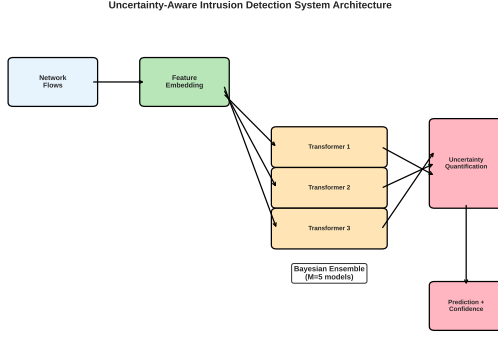 Uncertainty-Aware Intrusion Detection System Architecture
Network
Flows
Feature
Embedding
Transformer 1
Transformer 2
Transformer 3
Uncertainty
Quantification
Bayesian Ensemble
(M=5 models)
Prediction +
Confidence